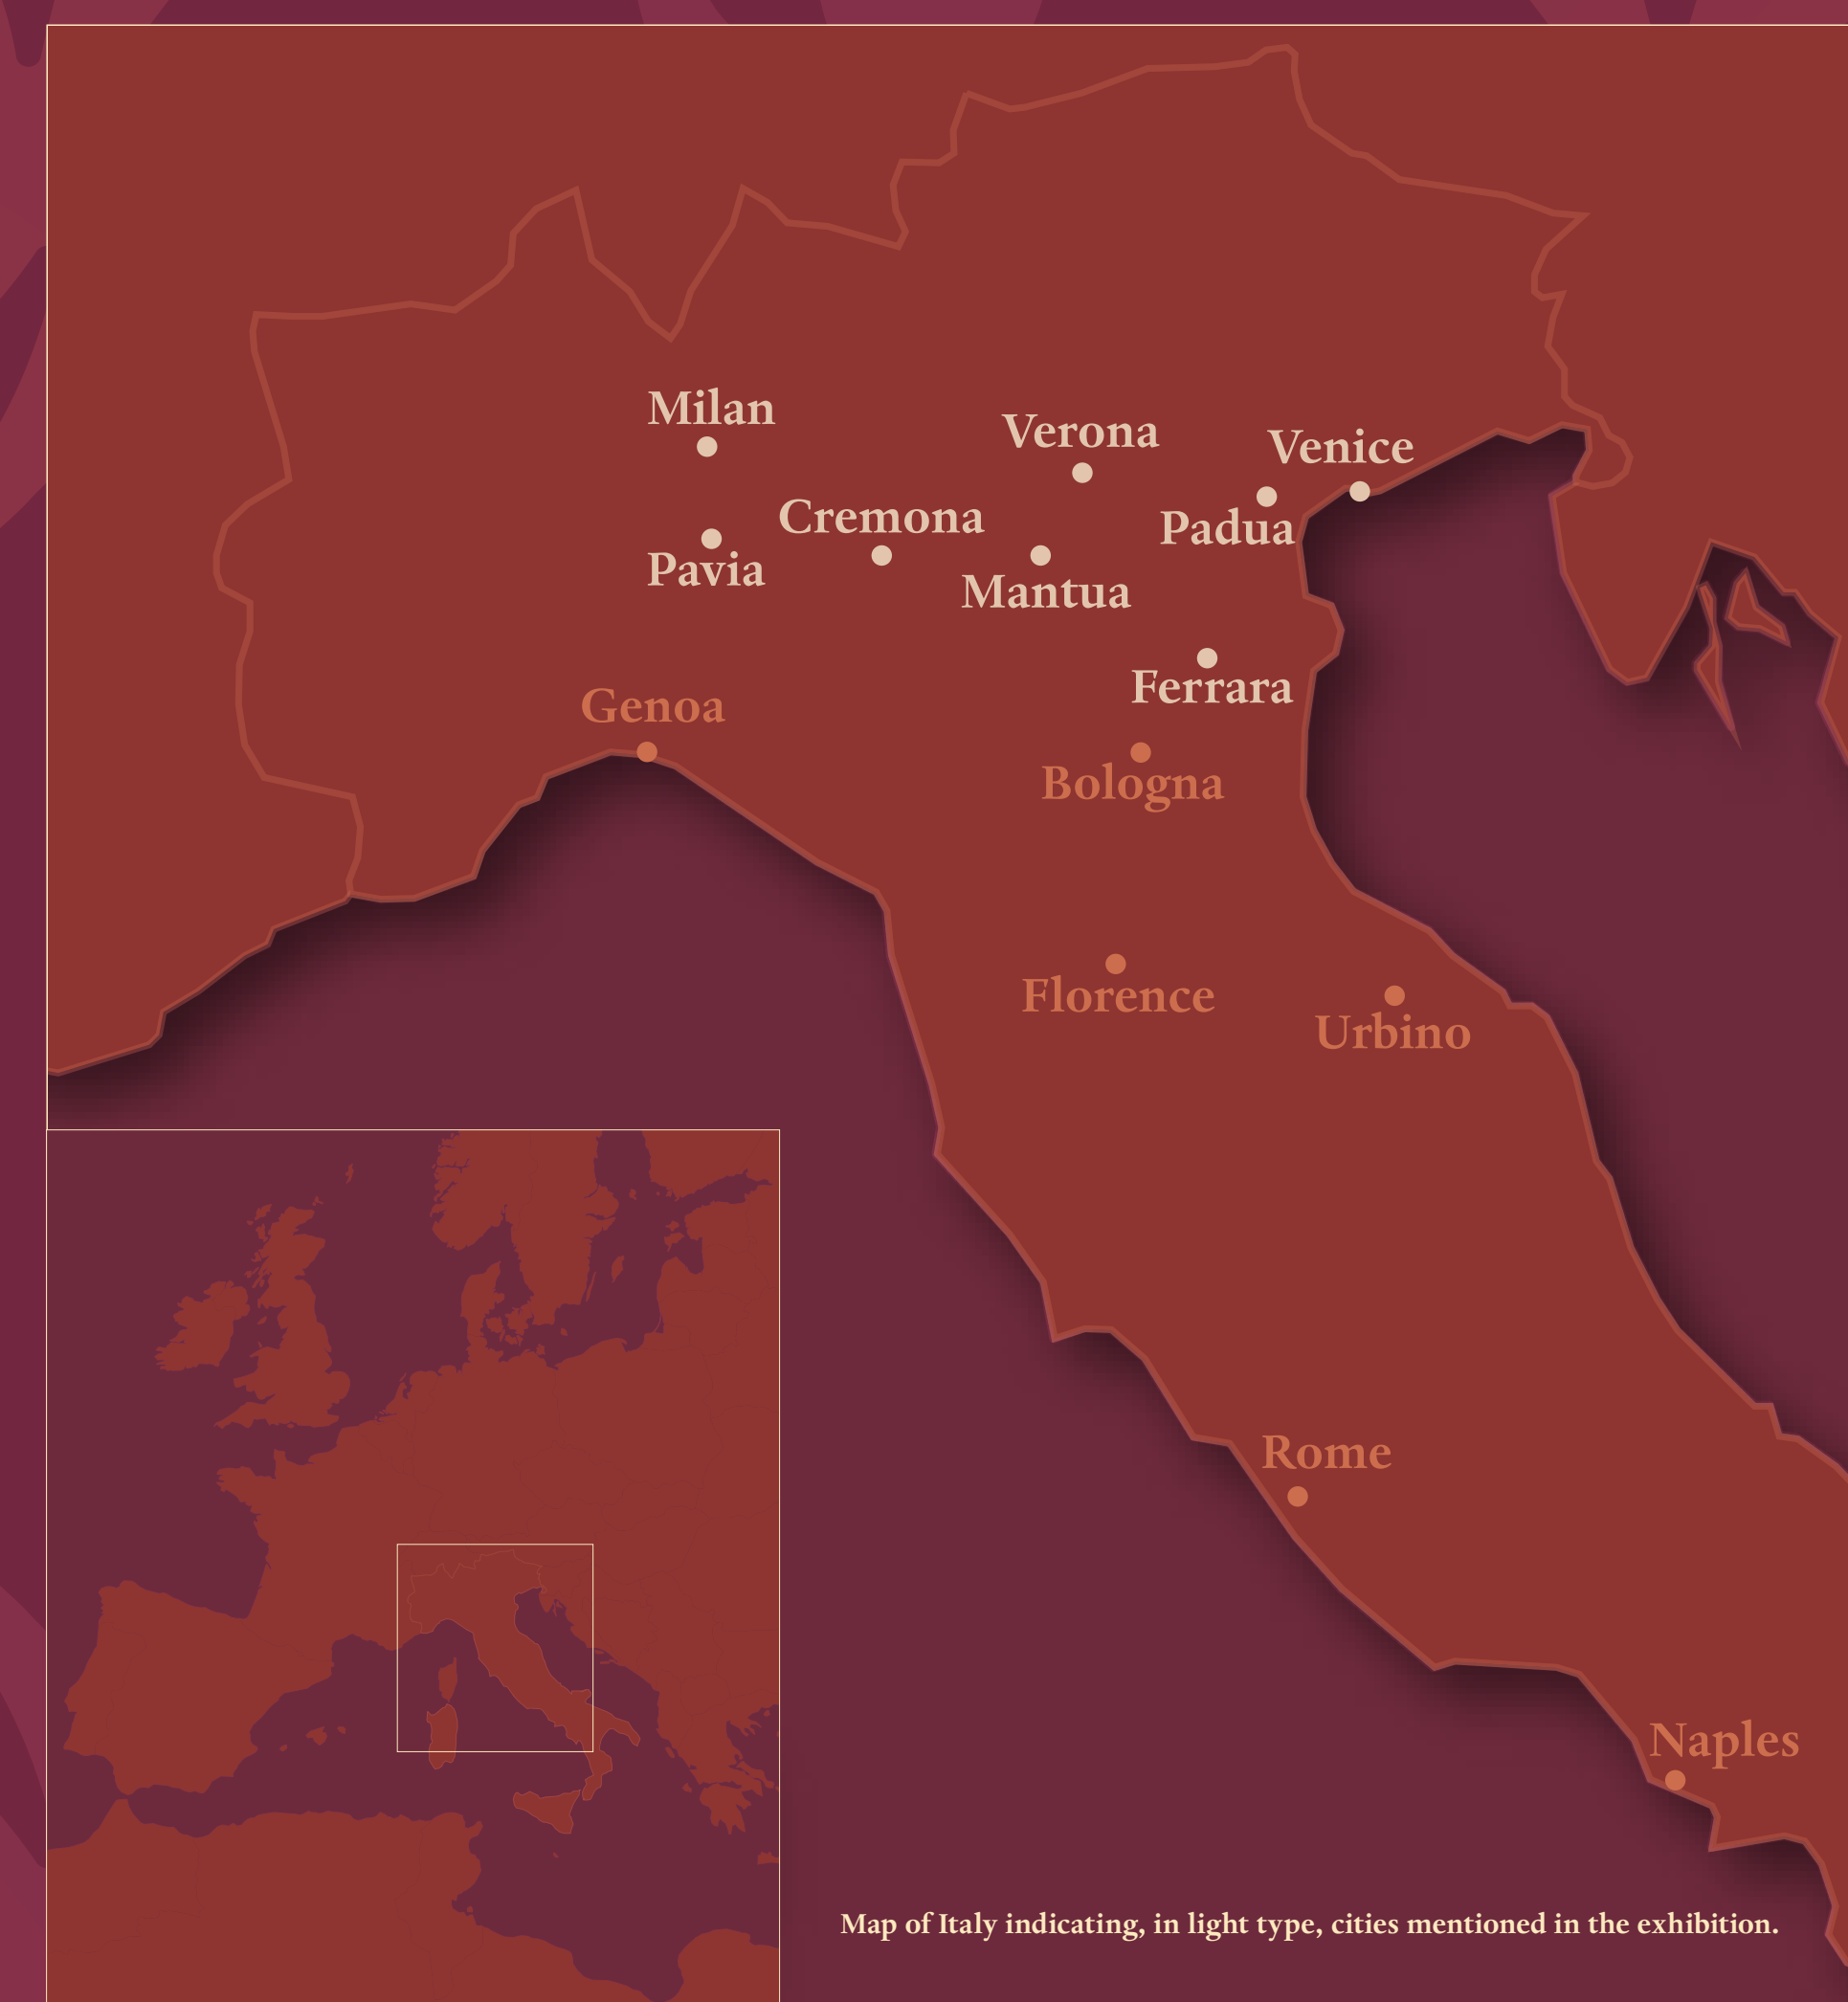 Milan
Verona
Venice
Cremona
Padua
Pavia
Mantua
Ferrara
Genoa
Bologna
Florence
Urbino
Rome
Naples
Map of Italy indicating, in light type, cities mentioned in the exhibition.